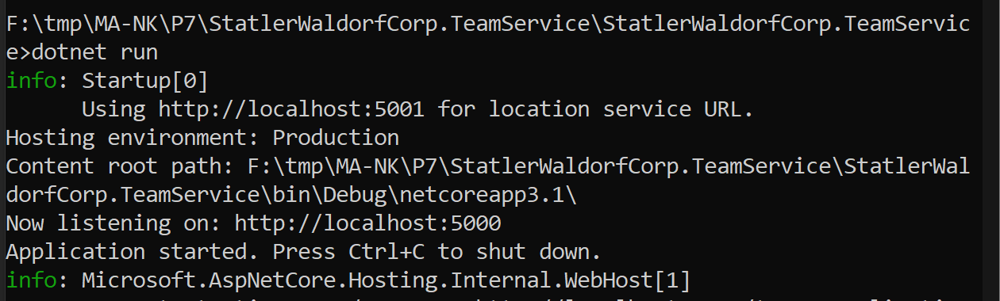 F:\tmp\MA-NK\P7\StatlerWaldorfCorp.TeamService\StatlerWaldorfCorp.TeamServic
e>dotnet run
info: Startup[0]
      Using http://localhost:5001 for location service URL.
Hosting environment: Production
Content root path: F:\tmp\MA-NK\P7\StatlerWaldorfCorp.TeamService\StatlerWal
dorfCorp.TeamService\bin\Debug\netcoreapp3.1\
Now listening on: http://localhost:5000
Application started. Press Ctrl+C to shut down.
info: Microsoft.AspNetCore.Hosting.Internal.WebHost[1]